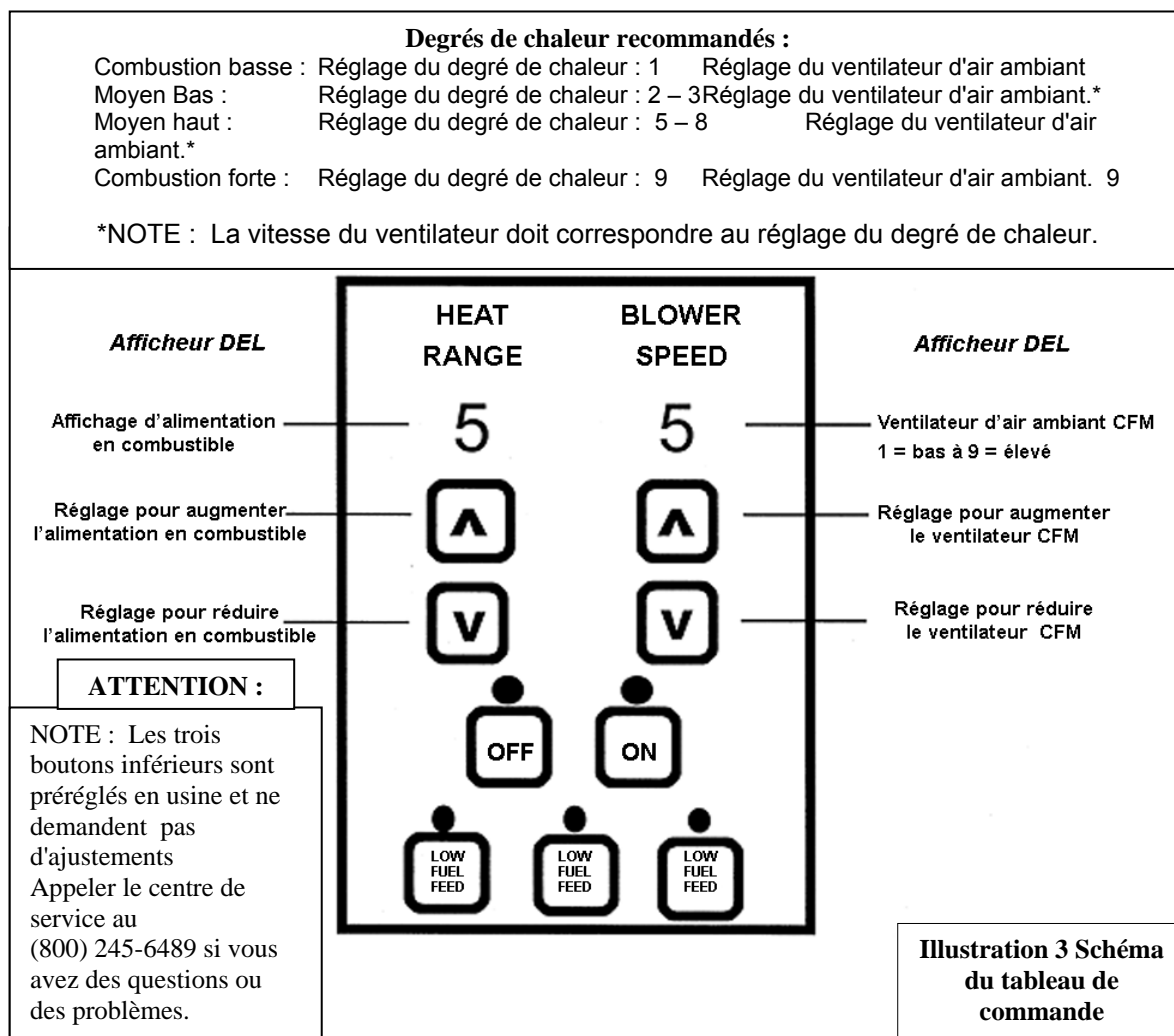 Degrés de chaleur recommandés :
Combustion basse : Réglage du degré de chaleur : 1 Réglage du ventilateur d'air ambiant
Moyen Bas : Réglage du degré de chaleur : 2 – 3Réglage du ventilateur d'air ambiant.*
Moyen haut : Réglage du degré de chaleur : 5 – 8 Réglage du ventilateur d'air
ambiant.*
Combustion forte : Réglage du degré de chaleur : 9 Réglage du ventilateur d'air ambiant. 9
*NOTE : La vitesse du ventilateur doit correspondre au réglage du degré de chaleur.
Afficheur DEL
Affichage d'alimentation
en combustible
Réglage pour augmenter
l'alimentation en combustible
Réglage pour réduire
l'alimentation en combustible
HEAT
RANGE
BLOWER
SPEED
5
5
OFF
ON
LOW
FUEL
FEED
LOW
FUEL
FEED
LOW
FUEL
FEED
Afficheur DEL
Ventilateur d'air ambiant CFM
1 = bas à 9 = élevé
Réglage pour augmenter
le ventilateur CFM
Réglage pour réduire
le ventilateur CFM
ATTENTION :
NOTE : Les trois
boutons inférieurs sont
préréglés en usine et ne
demandent pas
d'ajustements
Appeler le centre de
service au
(800) 245-6489 si vous
avez des questions ou
des problèmes.
Illustration 3 Schéma
du tableau de
commande